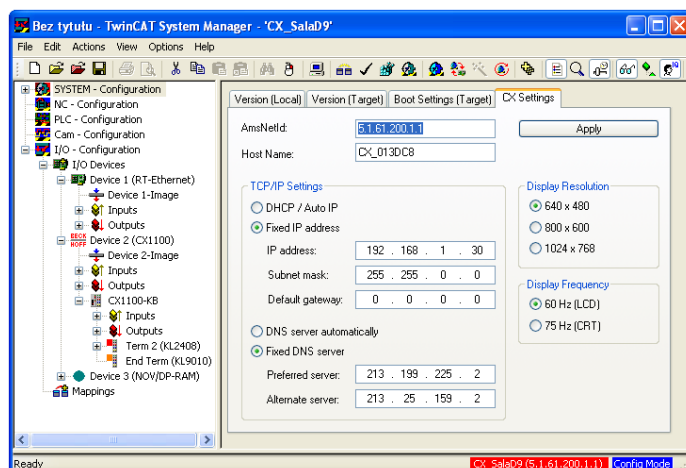 Bez tytułu - TwinCAT System Manager - 'CX_SalaD9'
File Edit Actions View Options Help
SYSTEM - Configuration
NC - Configuration
PLC - Configuration
Cam - Configuration
I/O - Configuration
I/O Devices
Device 1 (RT-Ethernet)
Device 1-Image
Inputs
Outputs
BECK
HOFF
Device 2 (CX1100)
Device 2-Image
Inputs
Outputs
CX1100-KB
Inputs
Outputs
Term 2 (KL2408)
End Term (KL9010)
Device 3 (NOV/DP-RAM)
Mappings
Version (Local) Version (Target) Boot Settings (Target) CX Settings
AmsNetId: 5.1.61.200.1.1 Apply
Host Name: CX_013DC8
TCP/IP Settings
DHCP / Auto IP
Fixed IP address
IP address: 192 . 168 . 1 . 30
Subnet mask: 255 . 255 . 0 . 0
Default gateway: 0 . 0 . 0 . 0
DNS server automatically
Fixed DNS server
Preferred server: 213 . 199 . 225 . 2
Alternate server: 213 . 25 . 159 . 2
Display Resolution
640 x 480
800 x 600
1024 x 768
Display Frequency
60 Hz (LCD)
75 Hz (CRT)
Ready CX_SalaD9 (5.1.61.200.1.1) Config Mode